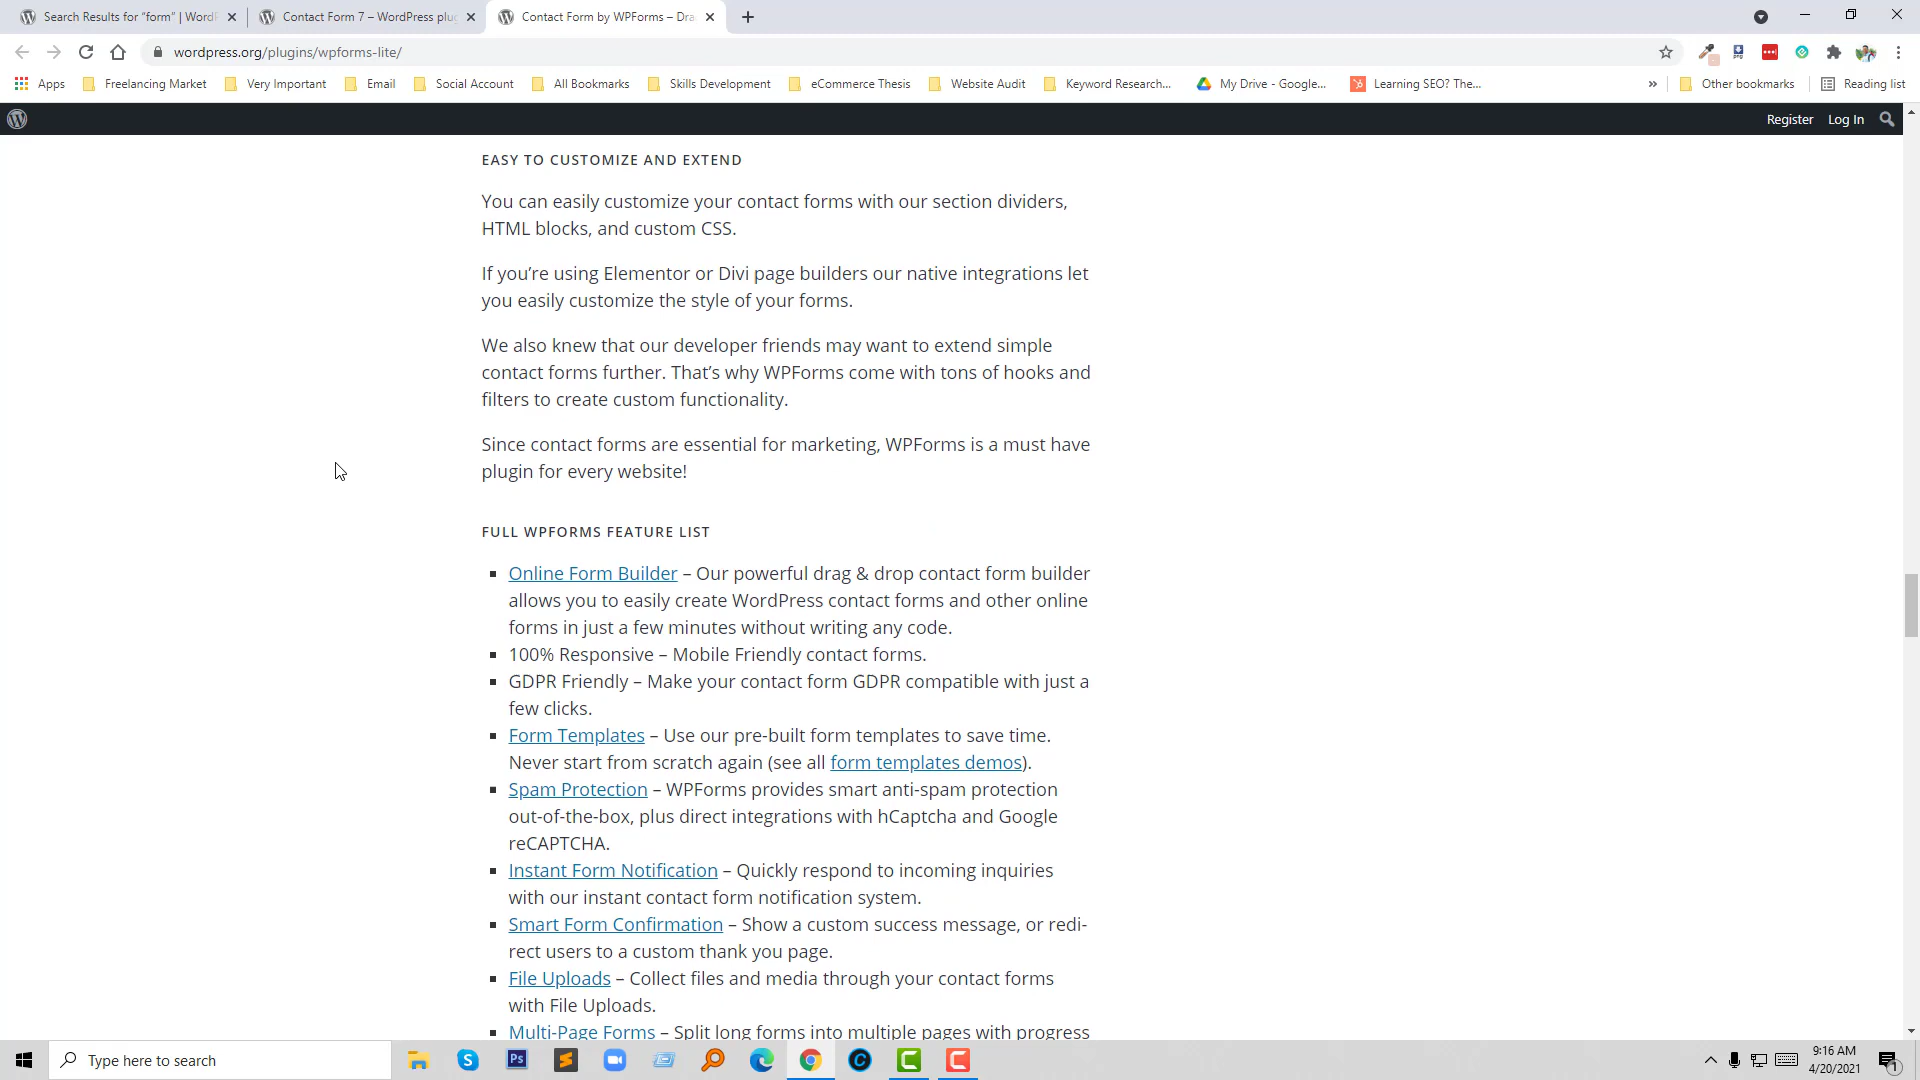 Search Results for "form" | WordP
Contact Form 7 – WordPress plug
Contact Form by WPForms – Dra
wordpress.org/plugins/wpforms-lite/
Apps
Freelancing Market
Very Important
Email
Social Account
All Bookmarks
Skills Development
eCommerce Thesis
Website Audit
Keyword Research...
My Drive - Google...
Learning SEO? The...
»
Other bookmarks
Reading list
Register
Log In
EASY TO CUSTOMIZE AND EXTEND
You can easily customize your contact forms with our section dividers,
HTML blocks, and custom CSS.
If you're using Elementor or Divi page builders our native integrations let
you easily customize the style of your forms.
We also knew that our developer friends may want to extend simple
contact forms further. That's why WPForms come with tons of hooks and
filters to create custom functionality.
Since contact forms are essential for marketing, WPForms is a must have
plugin for every website!
FULL WPFORMS FEATURE LIST
Online Form Builder – Our powerful drag & drop contact form builder
allows you to easily create WordPress contact forms and other online
forms in just a few minutes without writing any code.
100% Responsive – Mobile Friendly contact forms.
GDPR Friendly – Make your contact form GDPR compatible with just a
few clicks.
Form Templates – Use our pre-built form templates to save time.
Never start from scratch again (see all form templates demos).
Spam Protection – WPForms provides smart anti-spam protection
out-of-the-box, plus direct integrations with hCaptcha and Google
reCAPTCHA.
Instant Form Notification – Quickly respond to incoming inquiries
with our instant contact form notification system.
Smart Form Confirmation – Show a custom success message, or redi-
rect users to a custom thank you page.
File Uploads – Collect files and media through your contact forms
with File Uploads.
Multi-Page Forms – Split long forms into multiple pages with progress
Type here to search
Ps
9:16 AM
4/20/2021
1